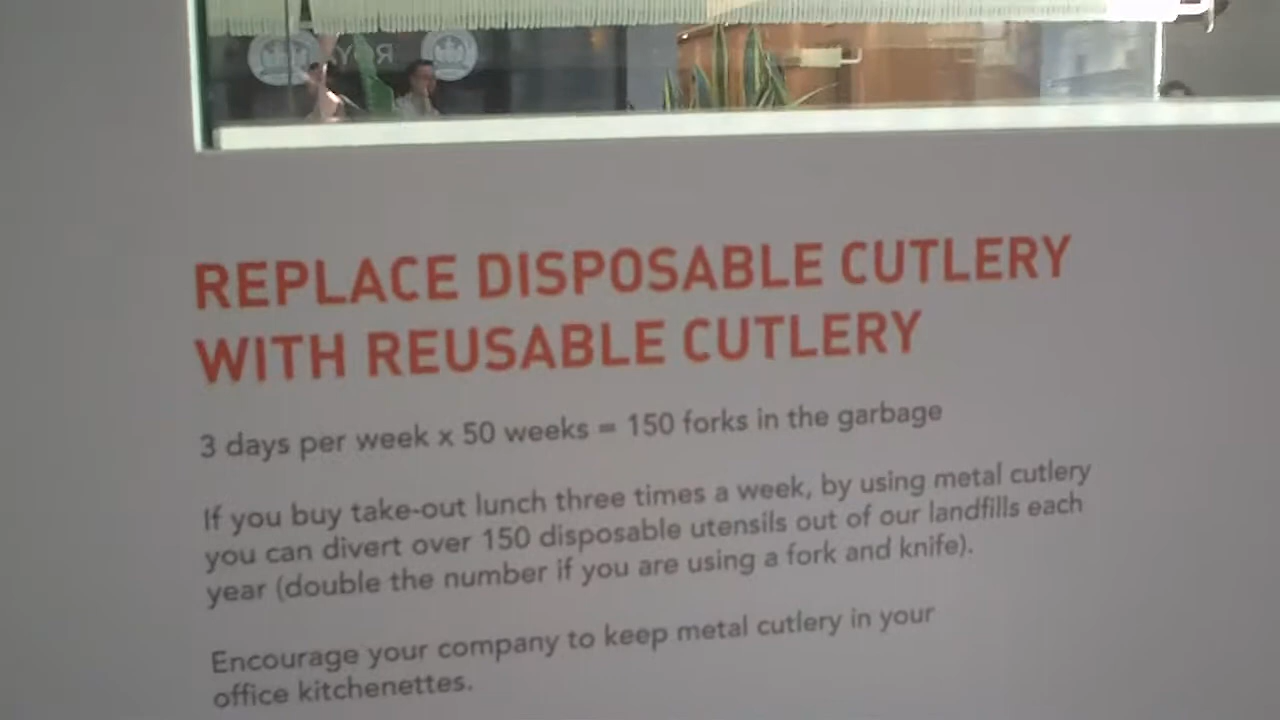 REPLACE DISPOSABLE CUTLERY
WITH REUSABLE CUTLERY
3 days per week x 50 weeks = 150 forks in the garbage
If you buy take-out lunch three times a week, by using metal cutlery
you can divert over 150 disposable utensils out of our landfills each
year (double the number if you are using a fork and knife).
Encourage your company to keep metal cutlery in your
office kitchenettes.